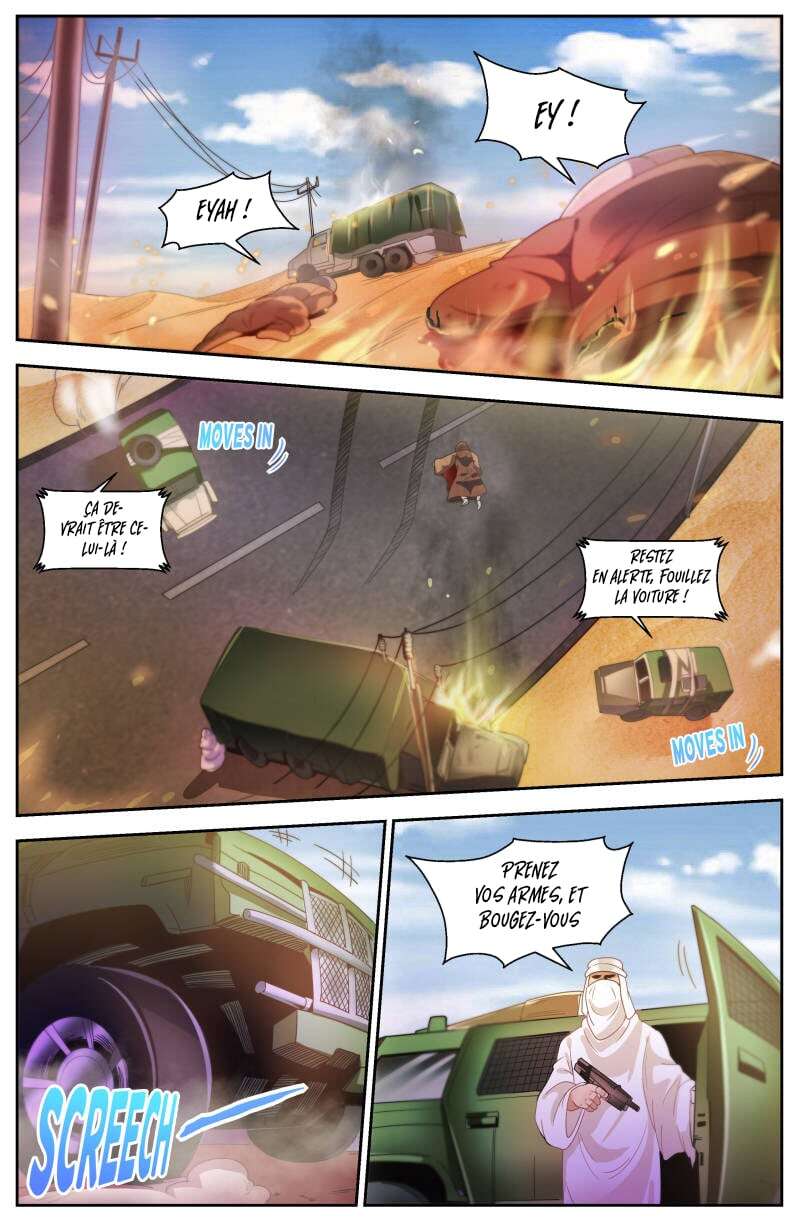 EY !
EYAH !
MOVES IN
ÇA DE-
VRAIT ÊTRE CE-
LUI-LÀ !
RESTEZ
EN ALERTE, FOUILLEZ
LA VOITURE !
MOVES IN
SCREECH
PRENEZ
VOS ARMES, ET
BOUGEZ-VOUS